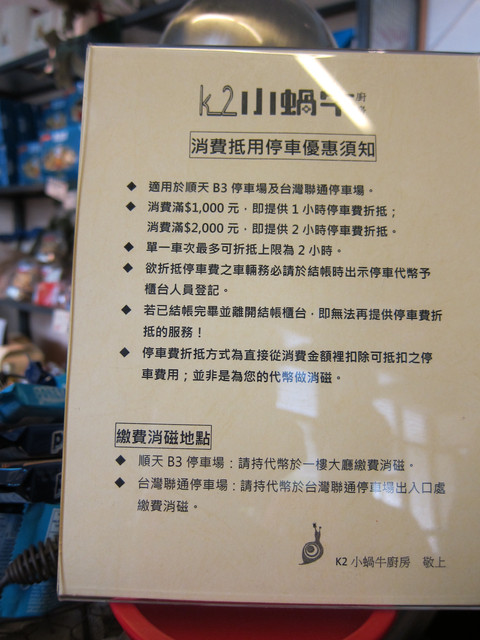 k2小蝸牛廚
消費抵用停車優惠須知
◆ 適用於順天 B3 停車場及台灣聯通停車場。
◆ 消費滿$1,000 元，即提供 1 小時停車費折抵；
消費滿$2,000 元，即提供 2 小時停車費折抵。
◆ 單一車次最多可折抵上限為 2 小時。
◆ 欲折抵停車費之車輛務必請於結帳時出示停車代幣予
櫃台人員登記。
◆ 若已結帳完畢並離開結帳櫃台，即無法再提供停車費折
抵的服務！
◆ 停車費折抵方式為直接從消費金額裡扣除可抵扣之停
車費用；並非是為您的代幣做消磁。
繳費消磁地點
◆ 順天 B3 停車場：請持代幣於一樓大廳繳費消磁。
◆ 台灣聯通停車場：請持代幣於台灣聯通停車場出入口處
繳費消磁。
K2 小蝸牛廚房 敬上